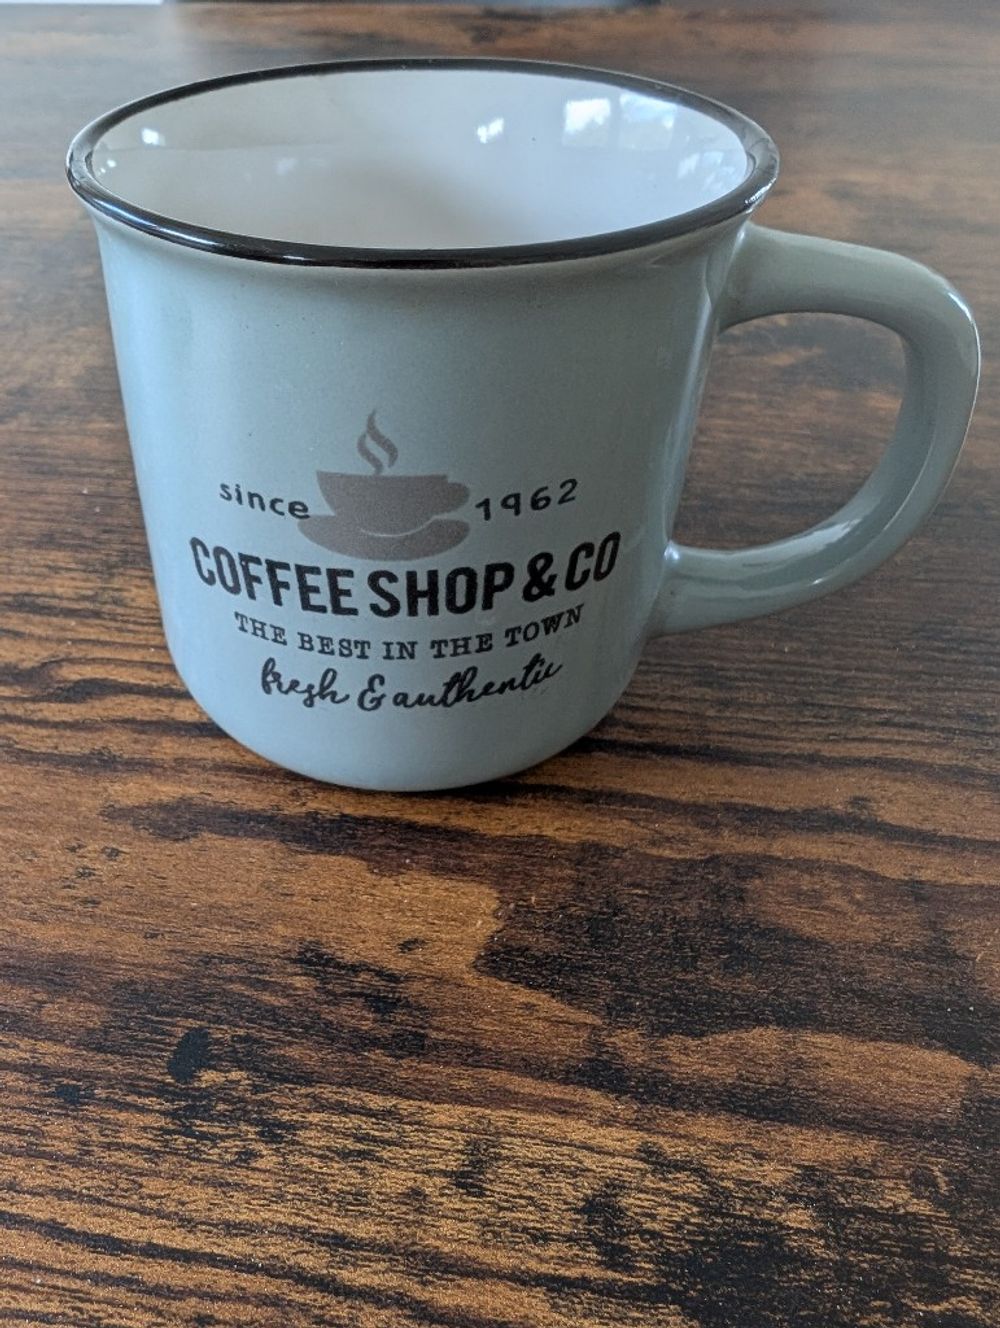 since 1962
COFFEE SHOP & CO
THE BEST IN THE TOWN
fresh & authentic